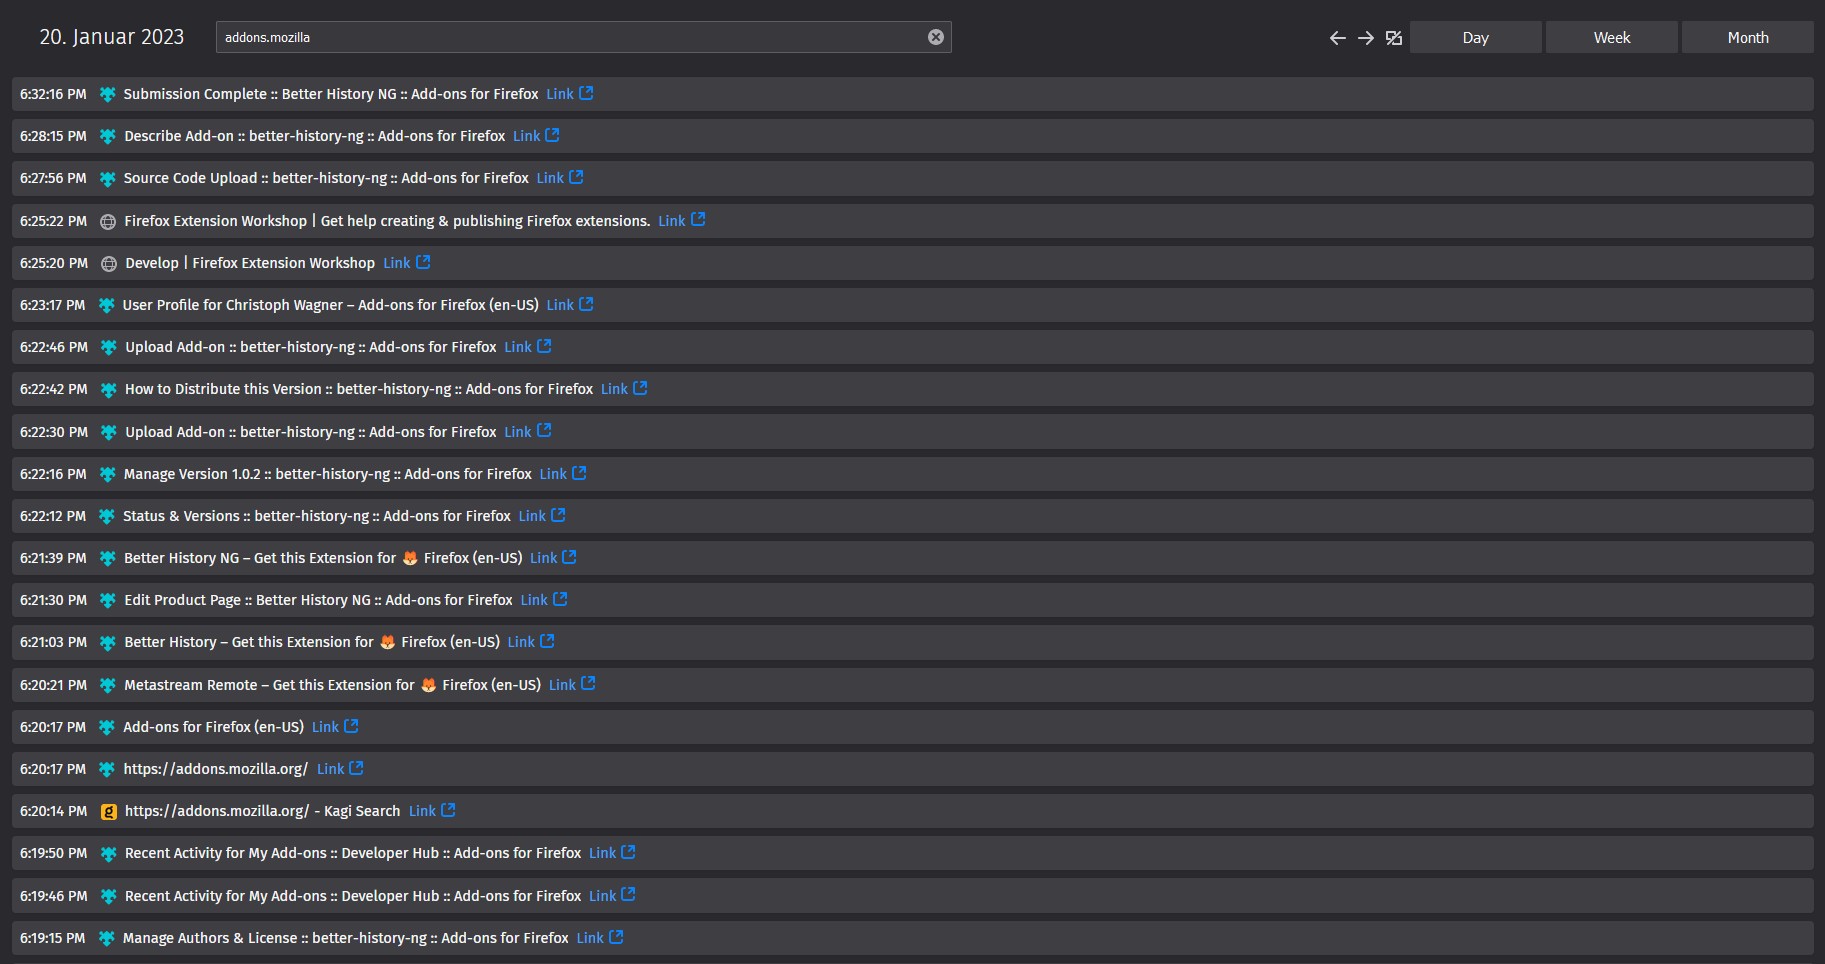 20. Januar 2023 addons.mozilla Day Week Month
6:32:16 PM Submission Complete :: Better History NG :: Add-ons for Firefox Link
6:28:15 PM Describe Add-on :: better-history-ng :: Add-ons for Firefox Link
6:27:56 PM Source Code Upload :: better-history-ng :: Add-ons for Firefox Link
6:25:22 PM Firefox Extension Workshop | Get help creating & publishing Firefox extensions. Link
6:25:20 PM Develop | Firefox Extension Workshop Link
6:23:17 PM User Profile for Christoph Wagner – Add-ons for Firefox (en-US) Link
6:22:46 PM Upload Add-on :: better-history-ng :: Add-ons for Firefox Link
6:22:42 PM How to Distribute this Version :: better-history-ng :: Add-ons for Firefox Link
6:22:30 PM Upload Add-on :: better-history-ng :: Add-ons for Firefox Link
6:22:16 PM Manage Version 1.0.2 :: better-history-ng :: Add-ons for Firefox Link
6:22:12 PM Status & Versions :: better-history-ng :: Add-ons for Firefox Link
6:21:39 PM Better History NG – Get this Extension for 🦊 Firefox (en-US) Link
6:21:30 PM Edit Product Page :: Better History NG :: Add-ons for Firefox Link
6:21:03 PM Better History – Get this Extension for 🦊 Firefox (en-US) Link
6:20:21 PM Metastream Remote – Get this Extension for 🦊 Firefox (en-US) Link
6:20:17 PM Add-ons for Firefox (en-US) Link
6:20:17 PM https://addons.mozilla.org/ Link
6:20:14 PM g https://addons.mozilla.org/ - Kagi Search Link
6:19:50 PM Recent Activity for My Add-ons :: Developer Hub :: Add-ons for Firefox Link
6:19:46 PM Recent Activity for My Add-ons :: Developer Hub :: Add-ons for Firefox Link
6:19:15 PM Manage Authors & License :: better-history-ng :: Add-ons for Firefox Link